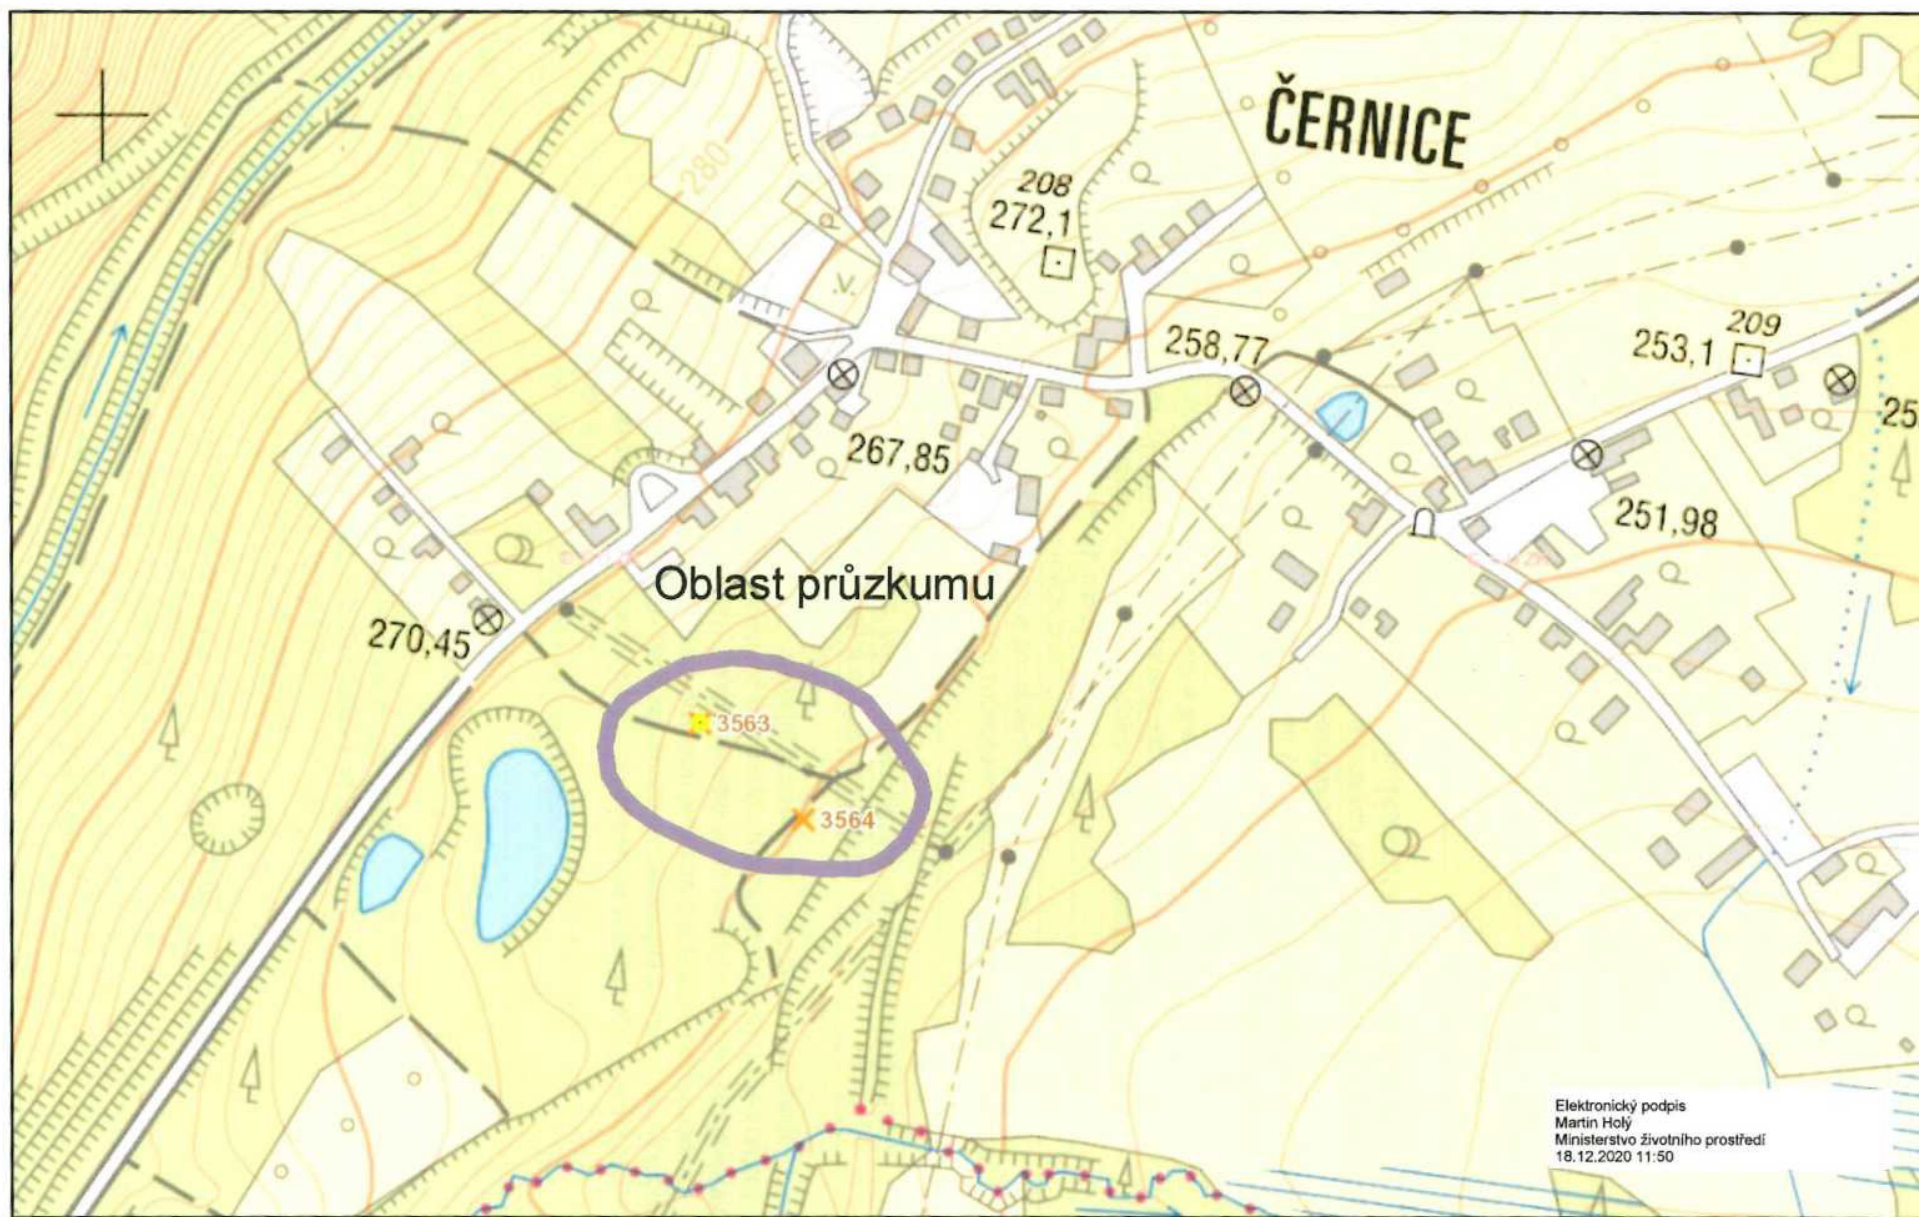 ČERNICE
280
208
272,1
209
253,1
258,77
25
267,85
251,98
Oblast průzkumu
270,45
3563
3564
Elektronický podpis
Martin Holý
Ministerstvo životního prostředí
18.12.2020 11:50